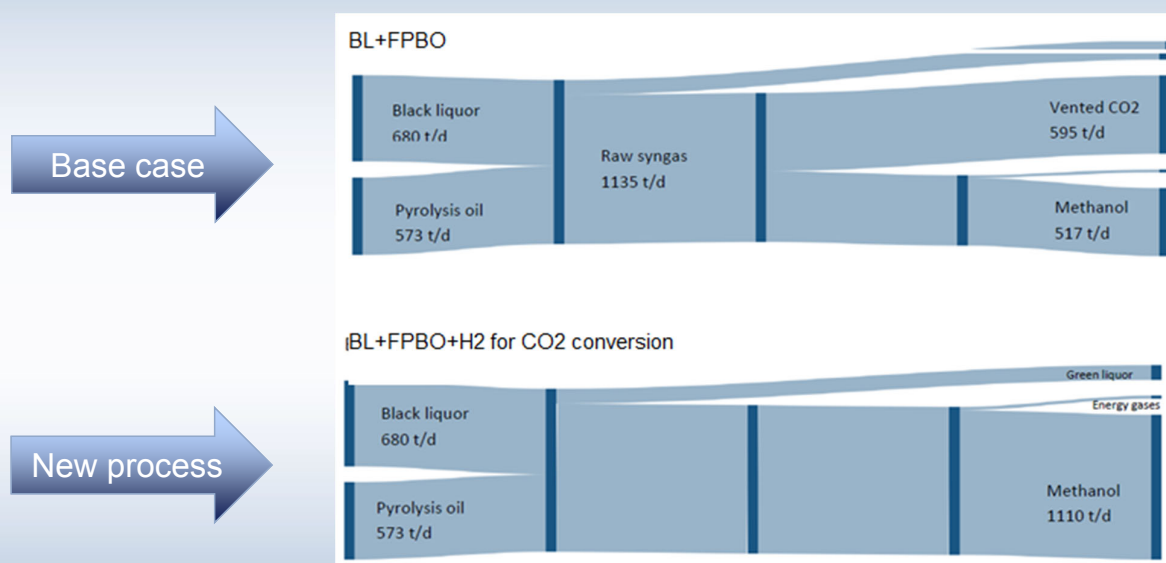 BL+FPBO
Base case
Black liquor
680 t/d
Pyrolysis oil
573 t/d
Raw syngas
1135 t/d
Vented CO2
595 t/d
Methanol
517 t/d
BL+FPBO+H2 for CO2 conversion
New process
Black liquor
680 t/d
Pyrolysis oil
573 t/d
Green liquor
Energy gases
Methanol
1110 t/d